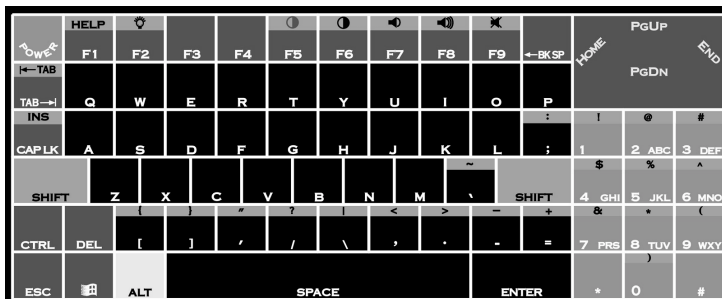 HELP PGUP
POWER F1 F2 F3 F4 F5 F6 F7 F8 F9 ←BKSP HOME END
|←TAB PGDN
TAB→| Q W E R T Y U I O P
INS : ! @ #
CAP LK A S D F G H J K L ; 1 2 ABC 3 DEF
~ $ % ^
SHIFT Z X C V B N M ` SHIFT 4 GHI 5 JKL 6 MNO
{ } " ? | < > — + & * (
CTRL DEL [ ] ' / \ , . - = 7 PRS 8 TUV 9 WXY
)
ESC ALT SPACE ENTER * 0 #